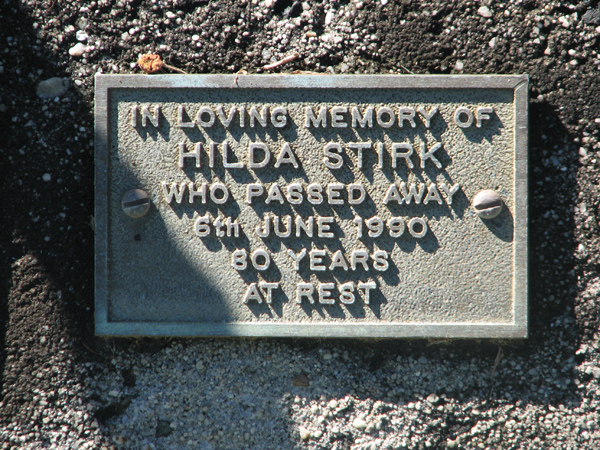 IN LOVING MEMORY OF
HILDA STIRK
WHO PASSED AWAY
6th JUNE 1990
80 YEARS
AT REST